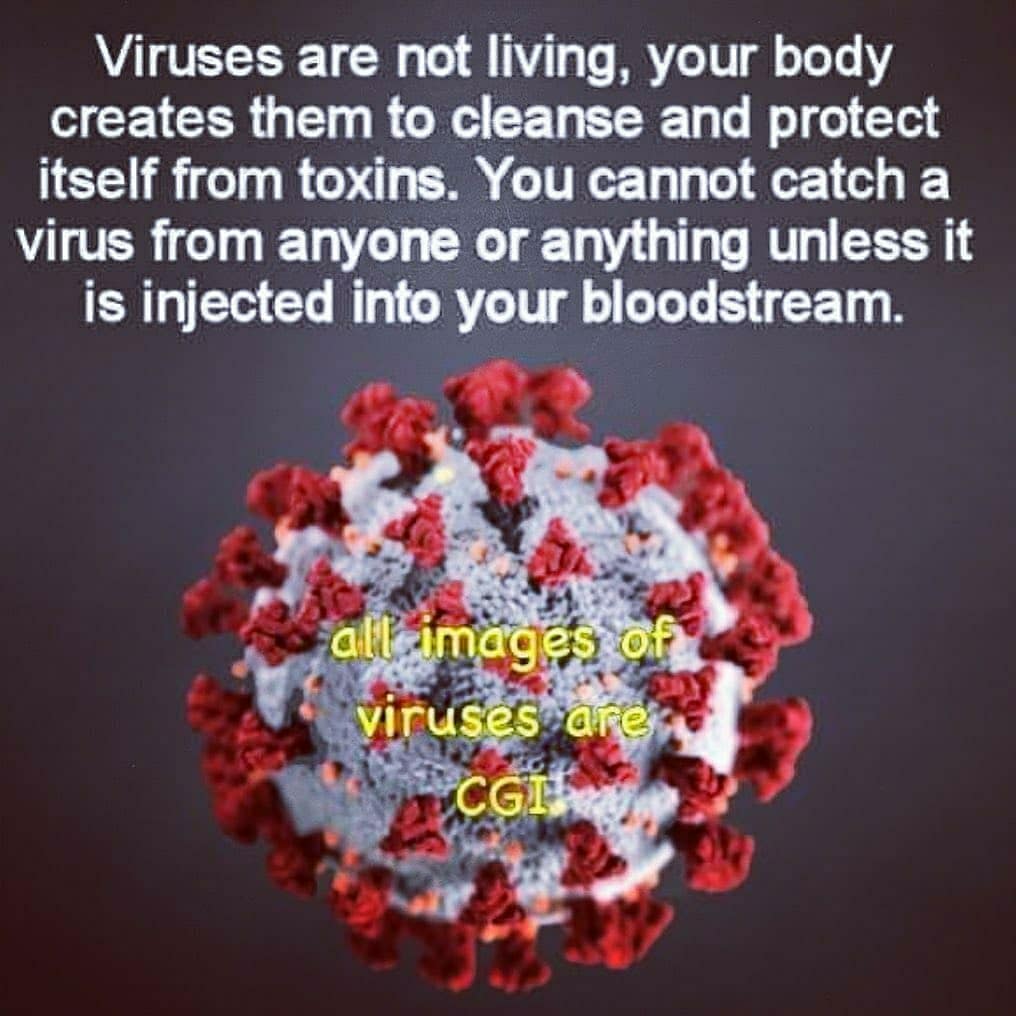 Viruses are not living, your body
creates them to cleanse and protect
itself from toxins. You cannot catch a
virus from anyone or anything unless it
is injected into your bloodstream.
all images of
viruses are
CGI.